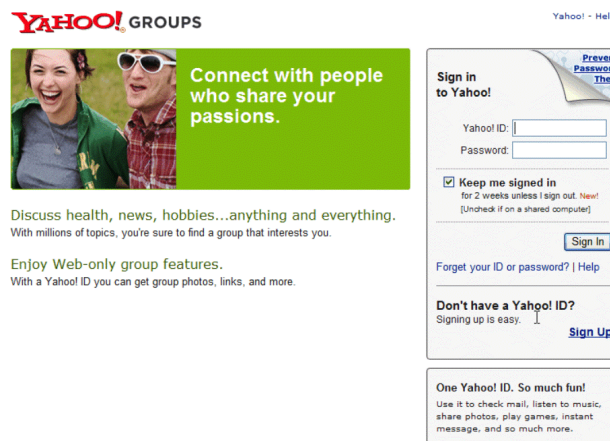 YAHOO! GROUPS
Yahoo! -
Connect with people
who share your
passions.
Sign in
to Yahoo!
Yahoo! ID:
Password:
Keep me signed in
for 2 weeks unless I sign out. New!
[Uncheck if on a shared computer]
Sign In
Forget your ID or password? | Help
Don't have a Yahoo! ID?
Signing up is easy.
Sign Up
Discuss health, news, hobbies...anything and everything.
With millions of topics, you're sure to find a group that interests you.
Enjoy Web-only group features.
With a Yahoo! ID you can get group photos, links, and more.
One Yahoo! ID. So much fun!
Use it to check mail, listen to music,
share photos, play games, instant
message, and so much more.